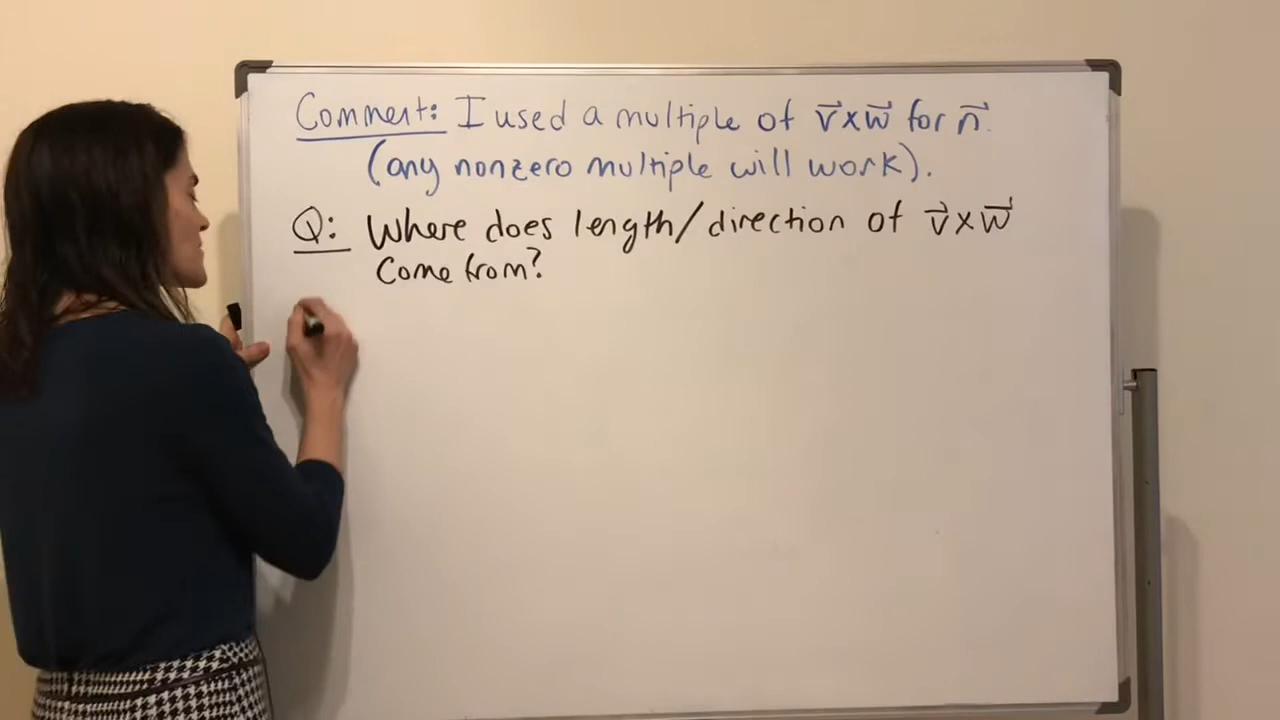 Comment: I used a multiple of v⃗×w⃗ for n⃗.
(any nonzero multiple will work).
Q: Where does length/direction of v⃗×w⃗
come from?